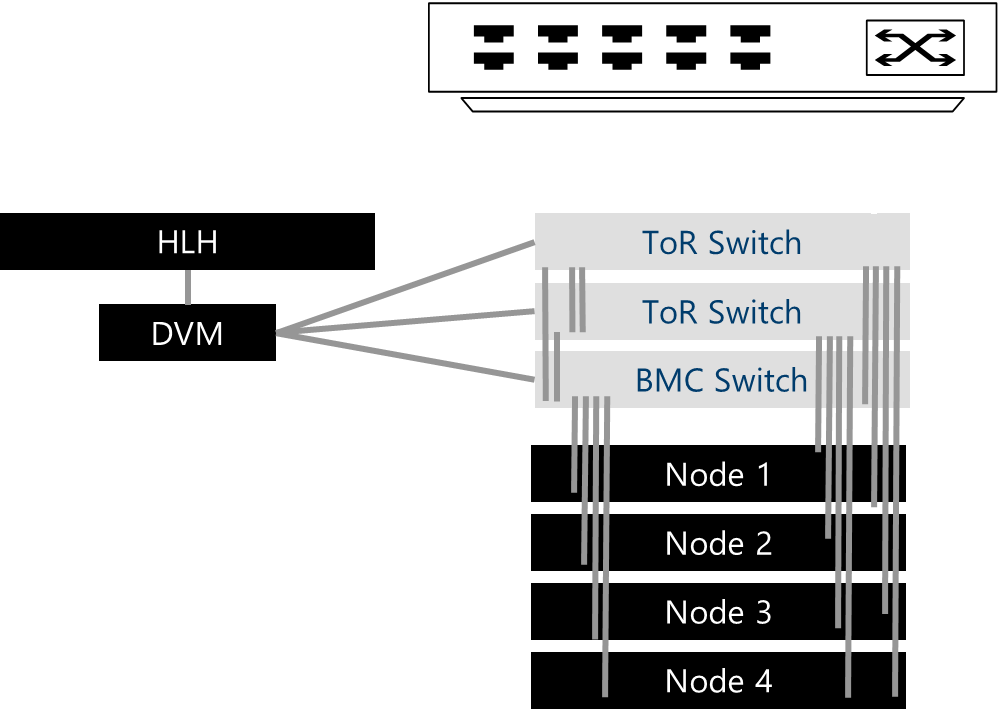 HLH
DVM
ToR Switch
ToR Switch
BMC Switch
Node 1
Node 2
Node 3
Node 4